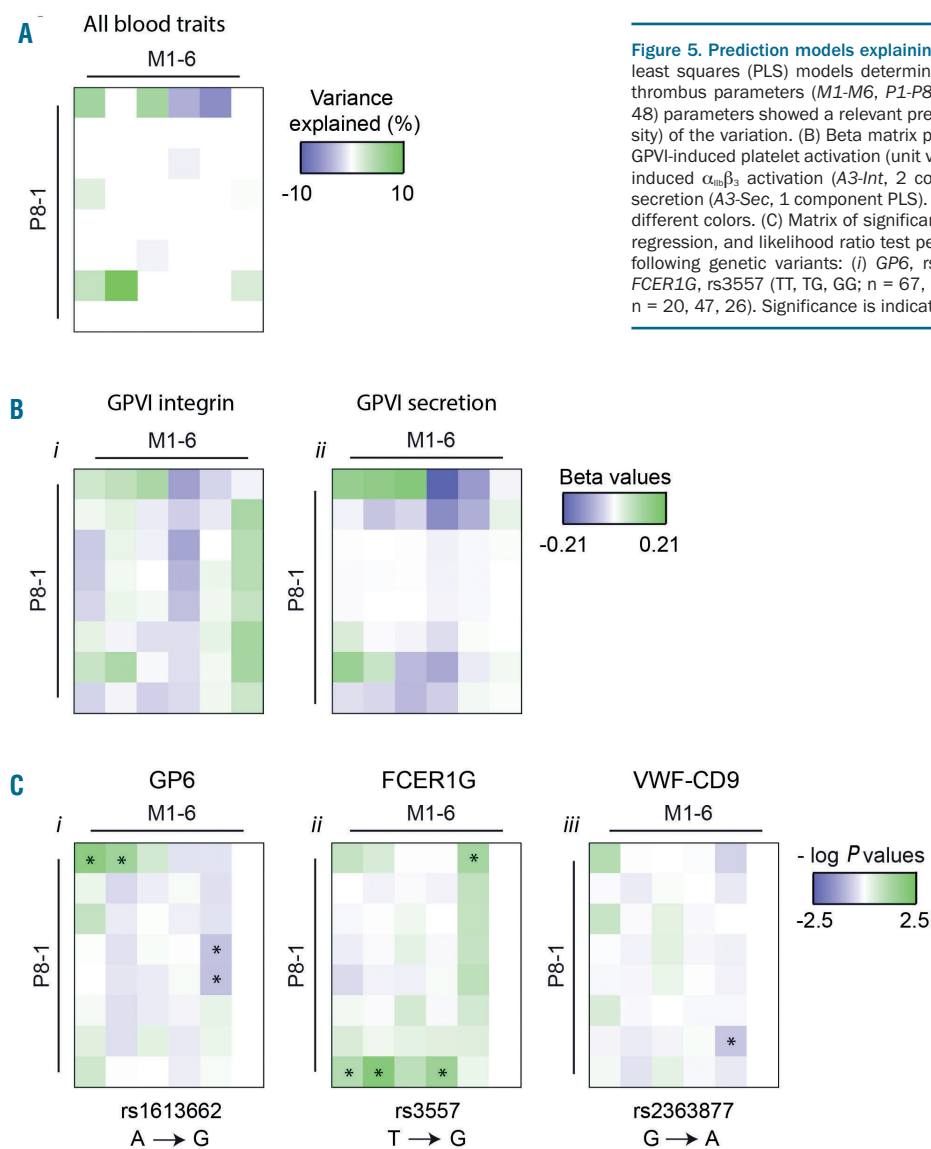 A
All blood traits
M1-6
P8-1
Variance
explained (%)
-10 10
Figure 5. Prediction models explainin
least squares (PLS) models determin
thrombus parameters (M1-M6, P1-P8
48) parameters showed a relevant pre
sity) of the variation. (B) Beta matrix p
GPVI-induced platelet activation (unit v
induced αIIbβ3 activation (A3-Int, 2 co
secretion (A3-Sec, 1 component PLS).
different colors. (C) Matrix of significan
regression, and likelihood ratio test pe
following genetic variants: (i) GP6, rs
FCER1G, rs3557 (TT, TG, GG; n = 67,
n = 20, 47, 26). Significance is indicat
B
GPVI integrin
i
M1-6
P8-1
GPVI secretion
ii
M1-6
P8-1
Beta values
-0.21 0.21
C
GP6
i
M1-6
P8-1
* *
*
*
rs1613662
A → G
FCER1G
ii
M1-6
P8-1
*
* * *
rs3557
T → G
VWF-CD9
iii
M1-6
P8-1
*
rs2363877
G → A
- log P values
-2.5 2.5